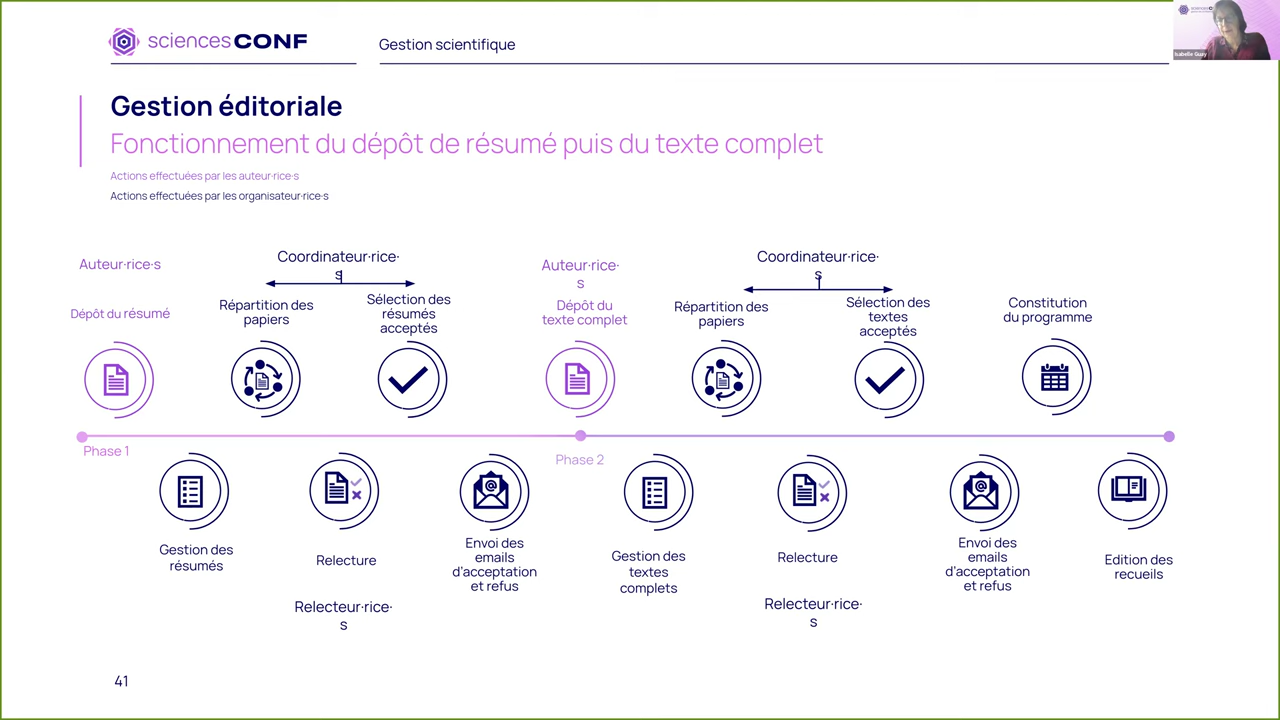 sciencesCONF
Gestion scientifique
Isabelle Guay
Gestion éditoriale
Fonctionnement du dépôt de résumé puis du texte complet
Actions effectuées par les auteur·rice·s
Actions effectuées par les organisateur·rice·s
Auteur·rice·s
Coordinateur·rice·
s
Auteur·rice·
s
Coordinateur·rice·
s
Dépôt du résumé
Répartition des
papiers
Sélection des
résumés
acceptés
Dépôt du
texte complet
Répartition des
papiers
Sélection des
textes
acceptés
Constitution
du programme
Phase 1
Phase 2
Gestion des
résumés
Relecture
Envoi des
emails
d'acceptation
et refus
Gestion des
textes
complets
Relecture
Envoi des
emails
d'acceptation
et refus
Edition des
recueils
Relecteur·rice·
s
Relecteur·rice·
s
41